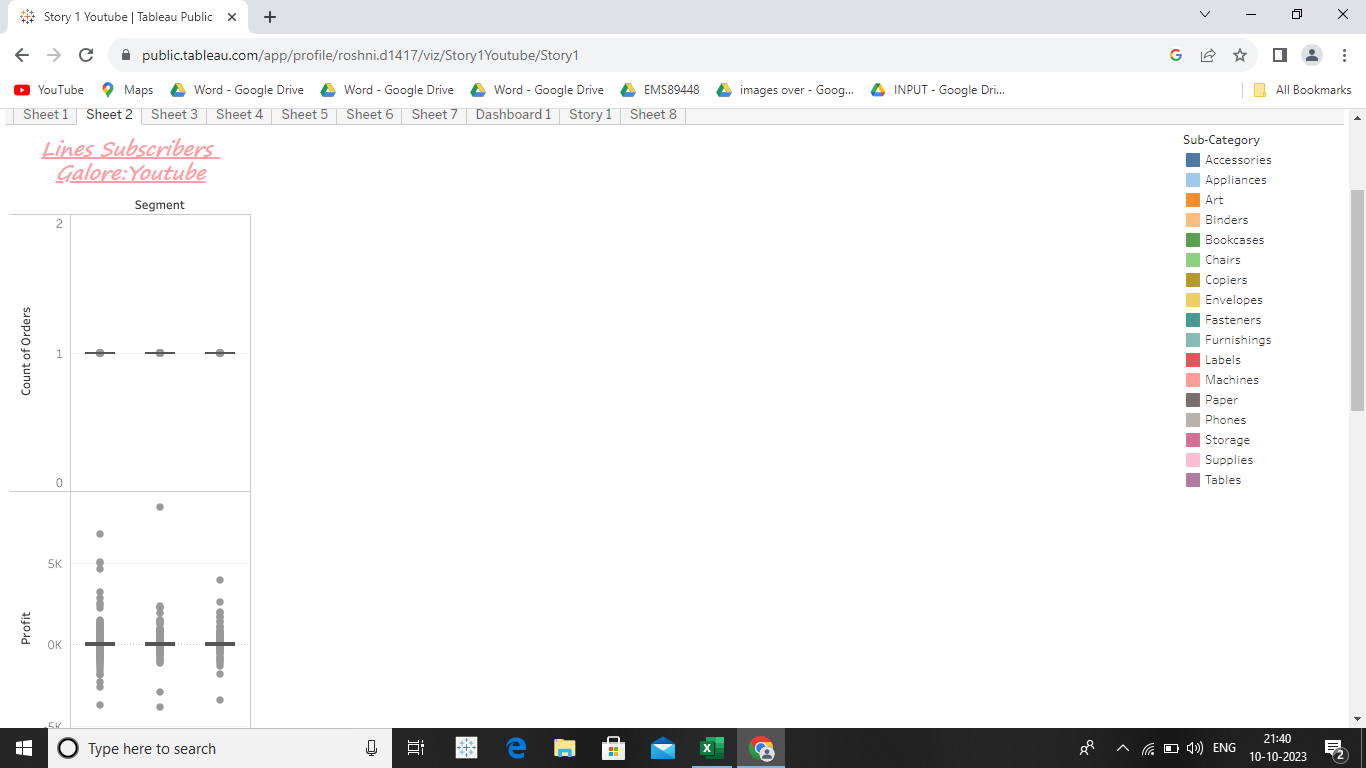 Story 1 Youtube | Tableau Public
public.tableau.com/app/profile/roshni.d1417/viz/Story1Youtube/Story1
YouTube Maps Word - Google Drive Word - Google Drive Word - Google Drive EMS89448 images over - Goog... INPUT - Google Dri... All Bookmarks
Sheet 1 Sheet 2 Sheet 3 Sheet 4 Sheet 5 Sheet 6 Sheet 7 Dashboard 1 Story 1 Sheet 8
Lines Subscribers
Galore:Youtube
Segment
2
Count of Orders
1
0
5K
Profit
0K
-5K
Sub-Category
Accessories
Appliances
Art
Binders
Bookcases
Chairs
Copiers
Envelopes
Fasteners
Furnishings
Labels
Machines
Paper
Phones
Storage
Supplies
Tables
Type here to search
ENG
21:40
10-10-2023
2